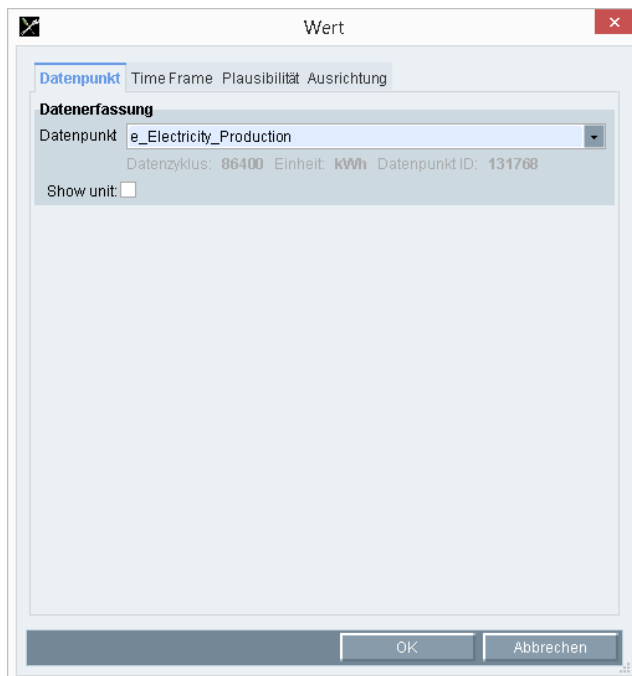 Wert
Datenpunkt Time Frame Plausibilität Ausrichtung
Datenerfassung
Datenpunkt e_Electricity_Production
Datenzyklus: 86400 Einheit: kWh Datenpunkt ID: 131768
Show unit:
OK Abbrechen